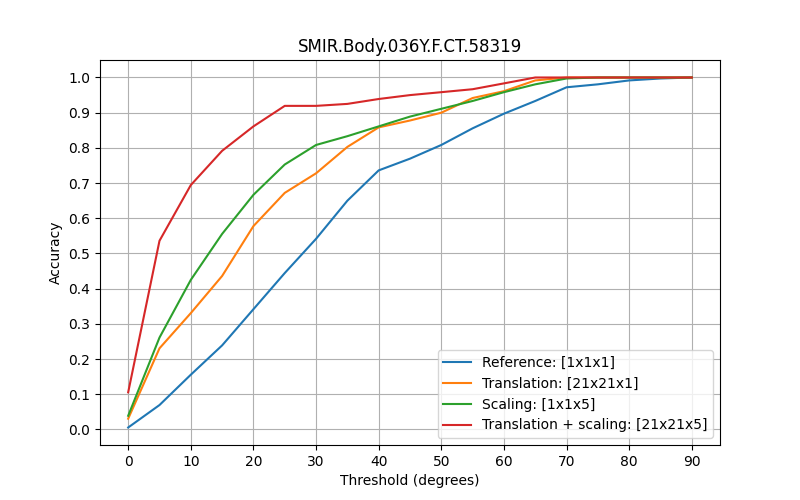 SMIR.Body.036Y.F.CT.58319
1.0
0.9
0.8
0.7
0.6
0.5
0.4
0.3
0.2
0.1
0.0
Accuracy
Reference: [1x1x1]
Translation: [21x21x1]
Scaling: [1x1x5]
Translation + scaling: [21x21x5]
0 10 20 30 40 50 60 70 80 90
Threshold (degrees)